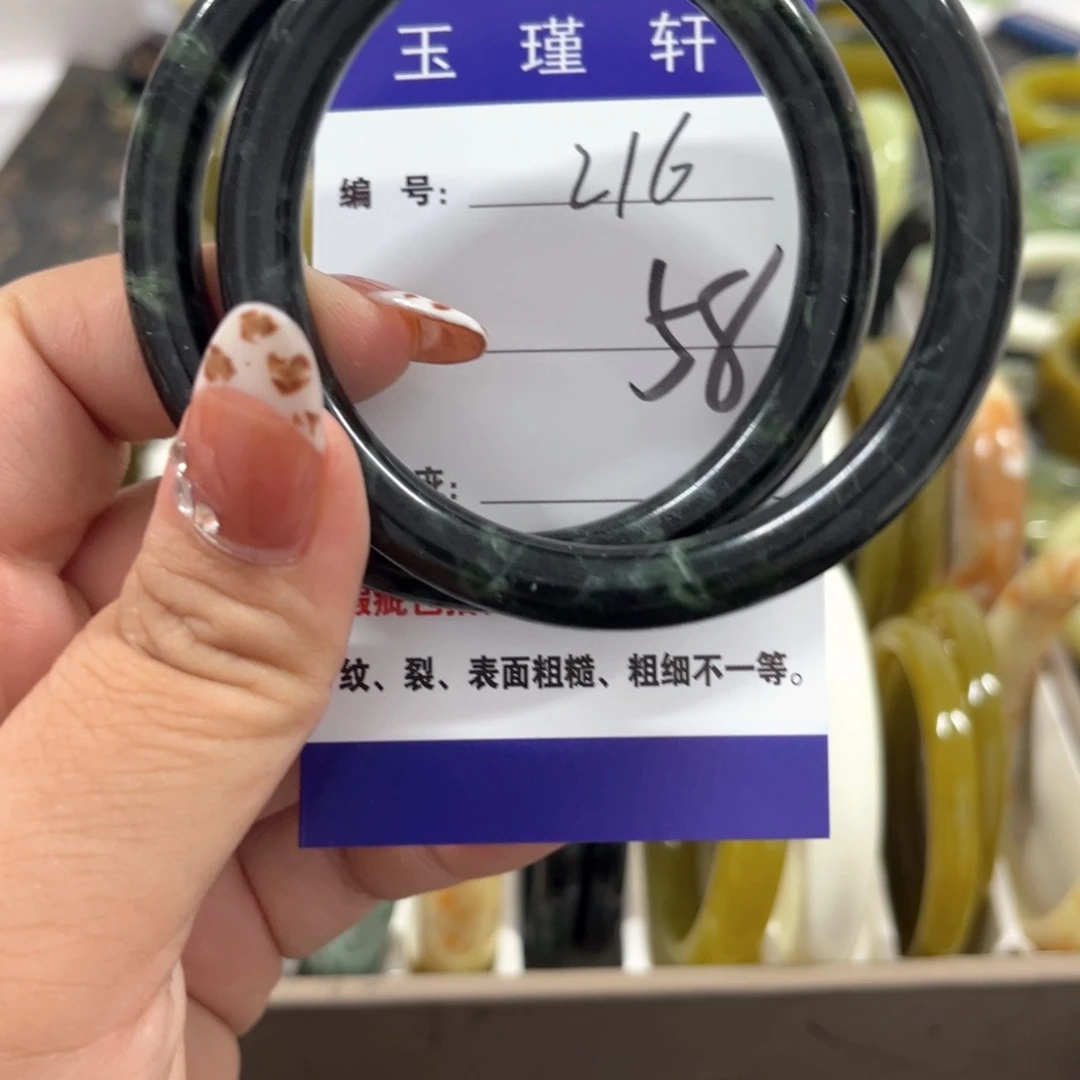 玉瑾轩
编号: 216
58
纹、裂、表面粗糙、粗细不一等。